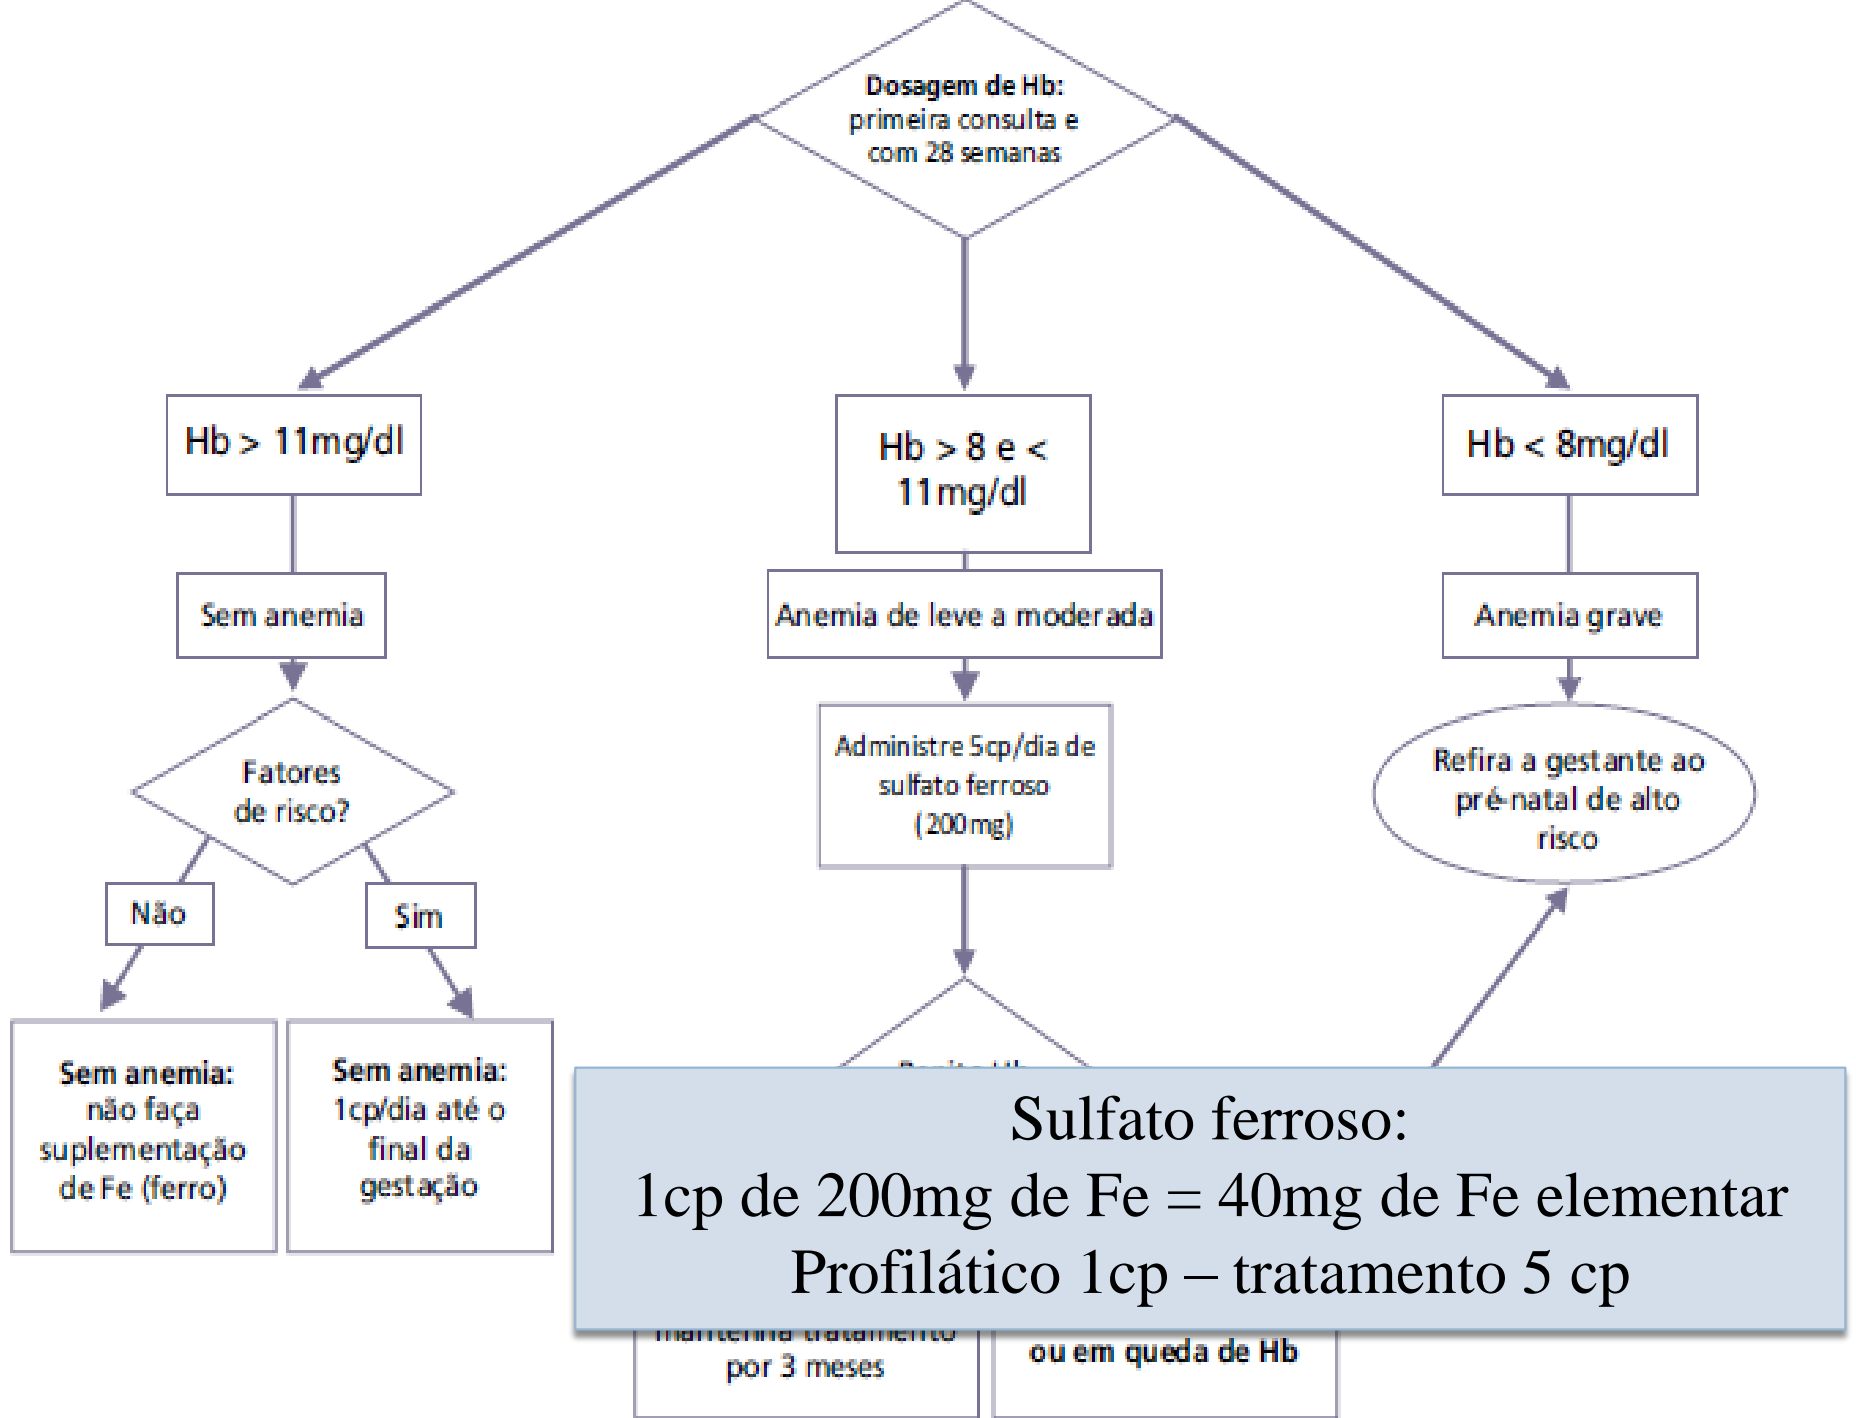 Dosagem de Hb:
primeira consulta e
com 28 semanas
Hb > 11mg/dl
Hb > 8 e <
11mg/dl
Hb < 8mg/dl
Sem anemia
Anemia de leve a moderada
Anemia grave
Fatores
de risco?
Administre 5cp/dia de
sulfato ferroso
(200mg)
Refira a gestante ao
pré-natal de alto
risco
Não
Sim
Sem anemia:
não faça
suplementação
de Fe (ferro)
Sem anemia:
1cp/dia até o
final da
gestação
Sulfato ferroso:
1cp de 200mg de Fe = 40mg de Fe elementar
Profilático 1cp – tratamento 5 cp
mantenha tratamento
por 3 meses
ou em queda de Hb